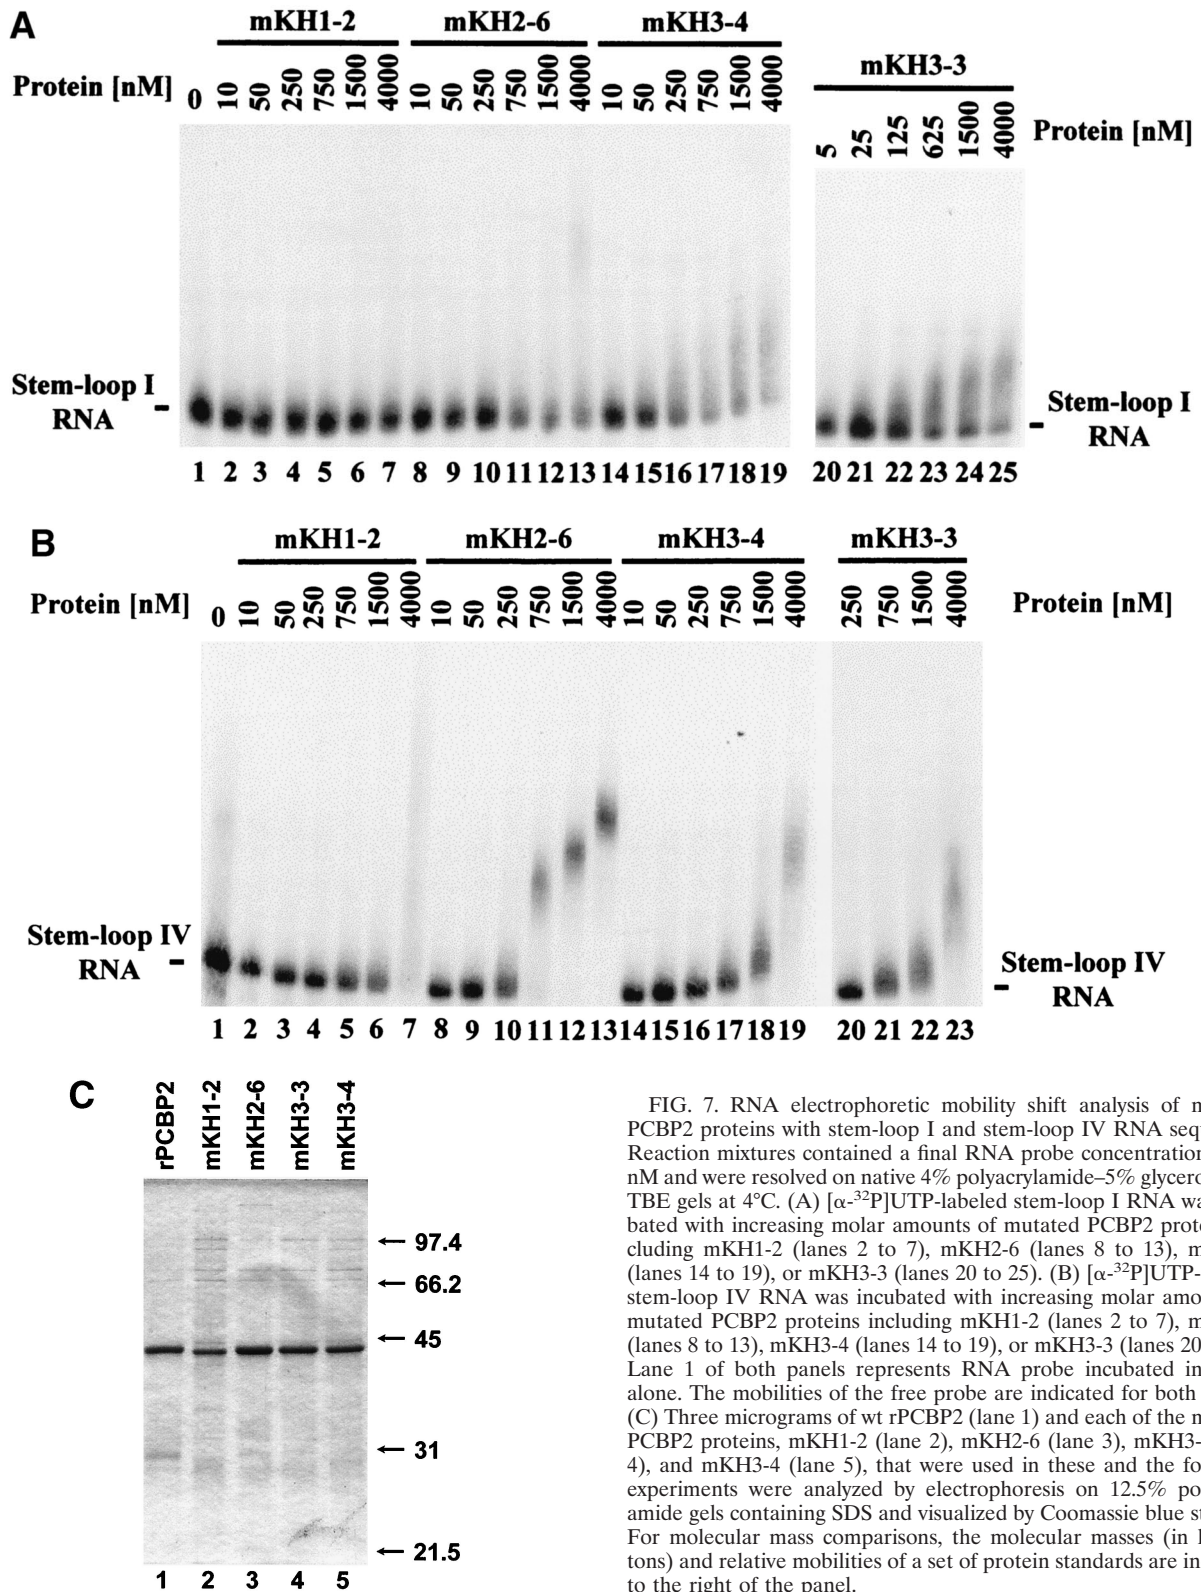 A
mKH1-2 mKH2-6 mKH3-4
Protein [nM] 0 10 50 250 750 1500 4000 10 50 250 750 1500 4000 10 50 250 750 1500 4000
mKH3-3
5 25 125 625 1500 4000 Protein [nM]
Stem-loop I
RNA
Stem-loop I
RNA
1 2 3 4 5 6 7 8 9 10 11 12 13 14 15 16 17 18 19 20 21 22 23 24 25
B
mKH1-2 mKH2-6 mKH3-4 mKH3-3
Protein [nM] 0 10 50 250 750 1500 4000 10 50 250 750 1500 4000 10 50 250 750 1500 4000 250 750 1500 4000 Protein [nM]
Stem-loop IV
RNA
Stem-loop IV
RNA
1 2 3 4 5 6 7 8 9 10 11 12 13 14 15 16 17 18 19 20 21 22 23
C
rPCBP2 mKH1-2 mKH2-6 mKH3-3 mKH3-4
97.4
66.2
45
31
21.5
1 2 3 4 5
FIG. 7. RNA electrophoretic mobility shift analysis of m
PCBP2 proteins with stem-loop I and stem-loop IV RNA sequ
Reaction mixtures contained a final RNA probe concentration
nM and were resolved on native 4% polyacrylamide–5% glycero
TBE gels at 4°C. (A) [α-³²P]UTP-labeled stem-loop I RNA wa
bated with increasing molar amounts of mutated PCBP2 prote
cluding mKH1-2 (lanes 2 to 7), mKH2-6 (lanes 8 to 13), m
(lanes 14 to 19), or mKH3-3 (lanes 20 to 25). (B) [α-³²P]UTP-
stem-loop IV RNA was incubated with increasing molar amo
mutated PCBP2 proteins including mKH1-2 (lanes 2 to 7), m
(lanes 8 to 13), mKH3-4 (lanes 14 to 19), or mKH3-3 (lanes 20
Lane 1 of both panels represents RNA probe incubated in
alone. The mobilities of the free probe are indicated for both
(C) Three micrograms of wt rPCBP2 (lane 1) and each of the m
PCBP2 proteins, mKH1-2 (lane 2), mKH2-6 (lane 3), mKH3-
4), and mKH3-4 (lane 5), that were used in these and the fo
experiments were analyzed by electrophoresis on 12.5% po
amide gels containing SDS and visualized by Coomassie blue st
For molecular mass comparisons, the molecular masses (in l
tons) and relative mobilities of a set of protein standards are in
to the right of the panel.